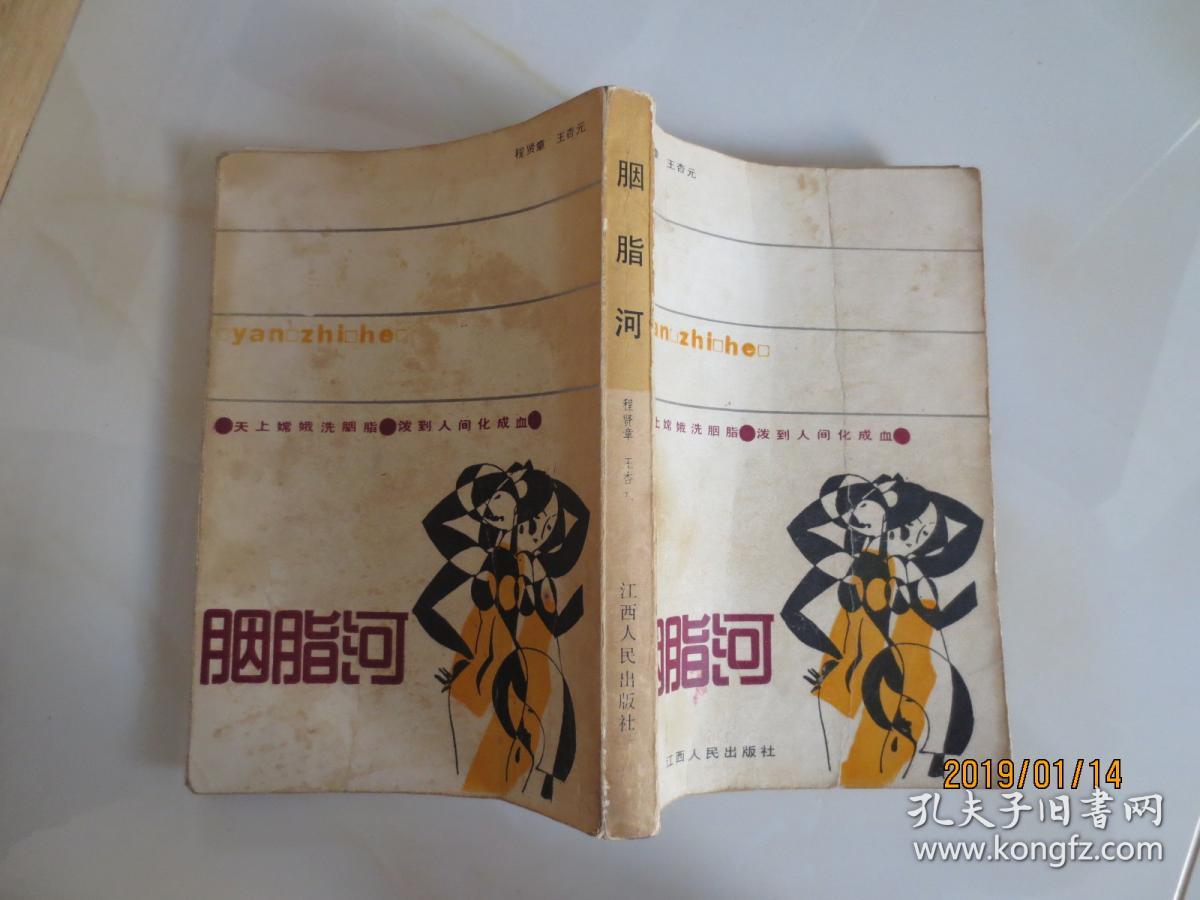 程贤章 王杏元
yan□zhi□he□
●天上嫦娥洗胭脂●泼到人间化成血●
胭脂河
胭脂河
程贤章 王杏
江西人民出版社
王杏元
an□zhi□he□
上嫦娥洗胭脂●泼到人间化成血●
胭脂河
江西人民出版社
2019/01/14
孔夫子旧书网
www.kongfz.com